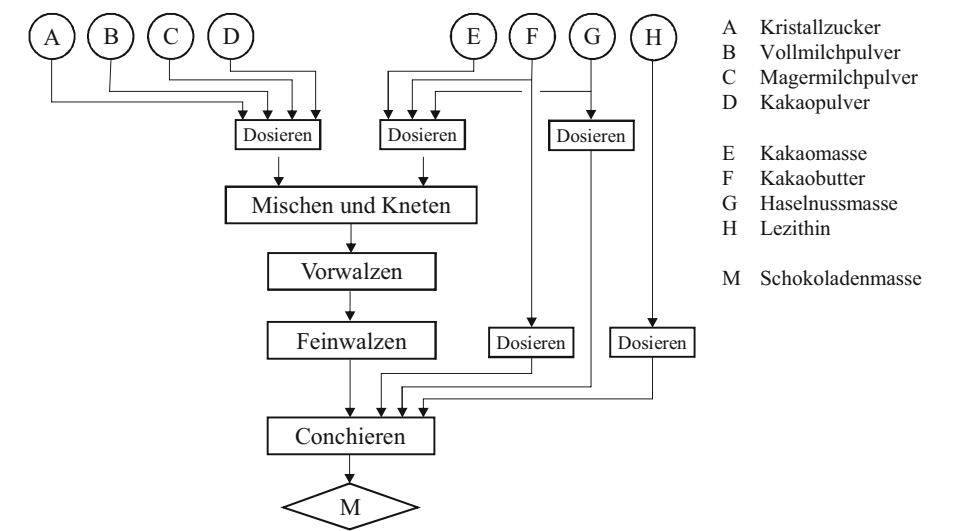 A B C D E F G H
Dosieren Dosieren Dosieren
Mischen und Kneten
Vorwalzen
Feinwalzen
Dosieren Dosieren
Conchieren
M
A Kristallzucker
B Vollmilchpulver
C Magermilchpulver
D Kakaopulver
E Kakaomasse
F Kakaobutter
G Haselnussmasse
H Lezithin
M Schokoladenmasse